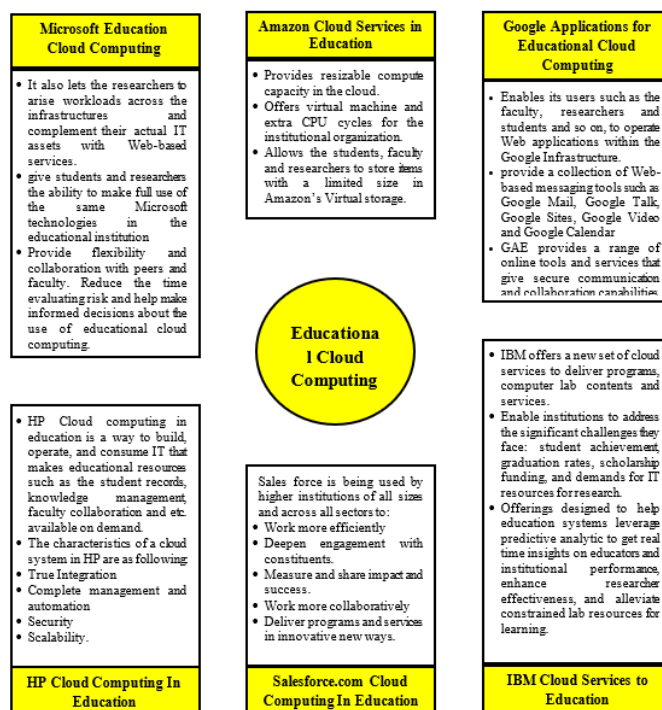 Microsoft Education
Cloud Computing
• It also lets the researchers to
arise workloads across the
infrastructures and
complement their actual IT
assets with Web-based
services.
• give students and researchers
the ability to make full use of
the same Microsoft
technologies in the
educational institution
• Provide flexibility and
collaboration with peers and
faculty. Reduce the time
evaluating risk and help make
informed decisions about the
use of educational cloud
computing.
Amazon Cloud Services in
Education
• Provides resizable compute
capacity in the cloud.
• Offers virtual machine and
extra CPU cycles for the
institutional organization.
• Allows the students, faculty
and researchers to store items
with a limited size in
Amazon's Virtual storage.
Google Applications for
Educational Cloud
Computing
• Enables its users such as the
faculty, researchers and
students and so on, to operate
Web applications within the
Google Infrastructure.
• provide a collection of Web-
based messaging tools such as
Google Mail, Google Talk,
Google Sites, Google Video
and Google Calendar
• GAE provides a range of
online tools and services that
give secure communication
and collaboration capabilities
Educationa
l Cloud
Computing
• HP Cloud computing in
education is a way to build,
operate, and consume IT that
makes educational resources
such as the student records,
knowledge management,
faculty collaboration and etc.
available on demand.
• The characteristics of a cloud
system in HP are as following
• True Integration
• Complete management and
automation
• Security
• Scalability.
HP Cloud Computing In
Education
Sales force is being used by
higher institutions of all sizes
and across all sectors to:
• Work more efficiently
• Deepen engagement with
constituents.
• Measure and share impact and
success.
• Work more collaboratively
• Deliver programs and services
in innovative new ways.
Salesforce.com Cloud
Computing In Education
• IBM offers a new set of cloud
services to deliver programs,
computer lab contents and
services.
• Enable institutions to address
the significant challenges they
face: student achievement,
graduation rates, scholarship
funding, and demands for IT
resources for research.
• Offerings designed to help
education systems leverage
predictive analytic to get real
time insights on educators and
institutional performance,
enhance researcher
effectiveness, and alleviate
constrained lab resources for
learning.
IBM Cloud Services to
Education